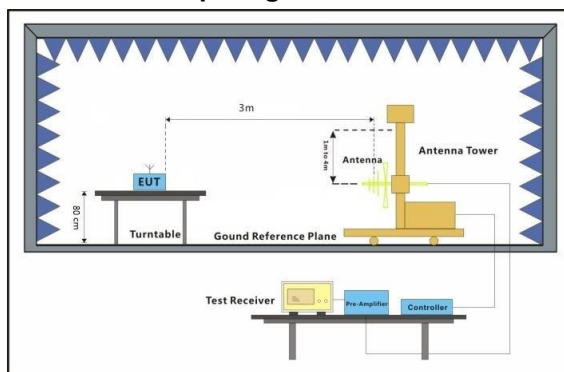 3m
1m to 4m
Antenna
Antenna Tower
EUT
80 cm
Turntable
Gound Reference Plane
Test Receiver
Pre-Amplifier
Controller